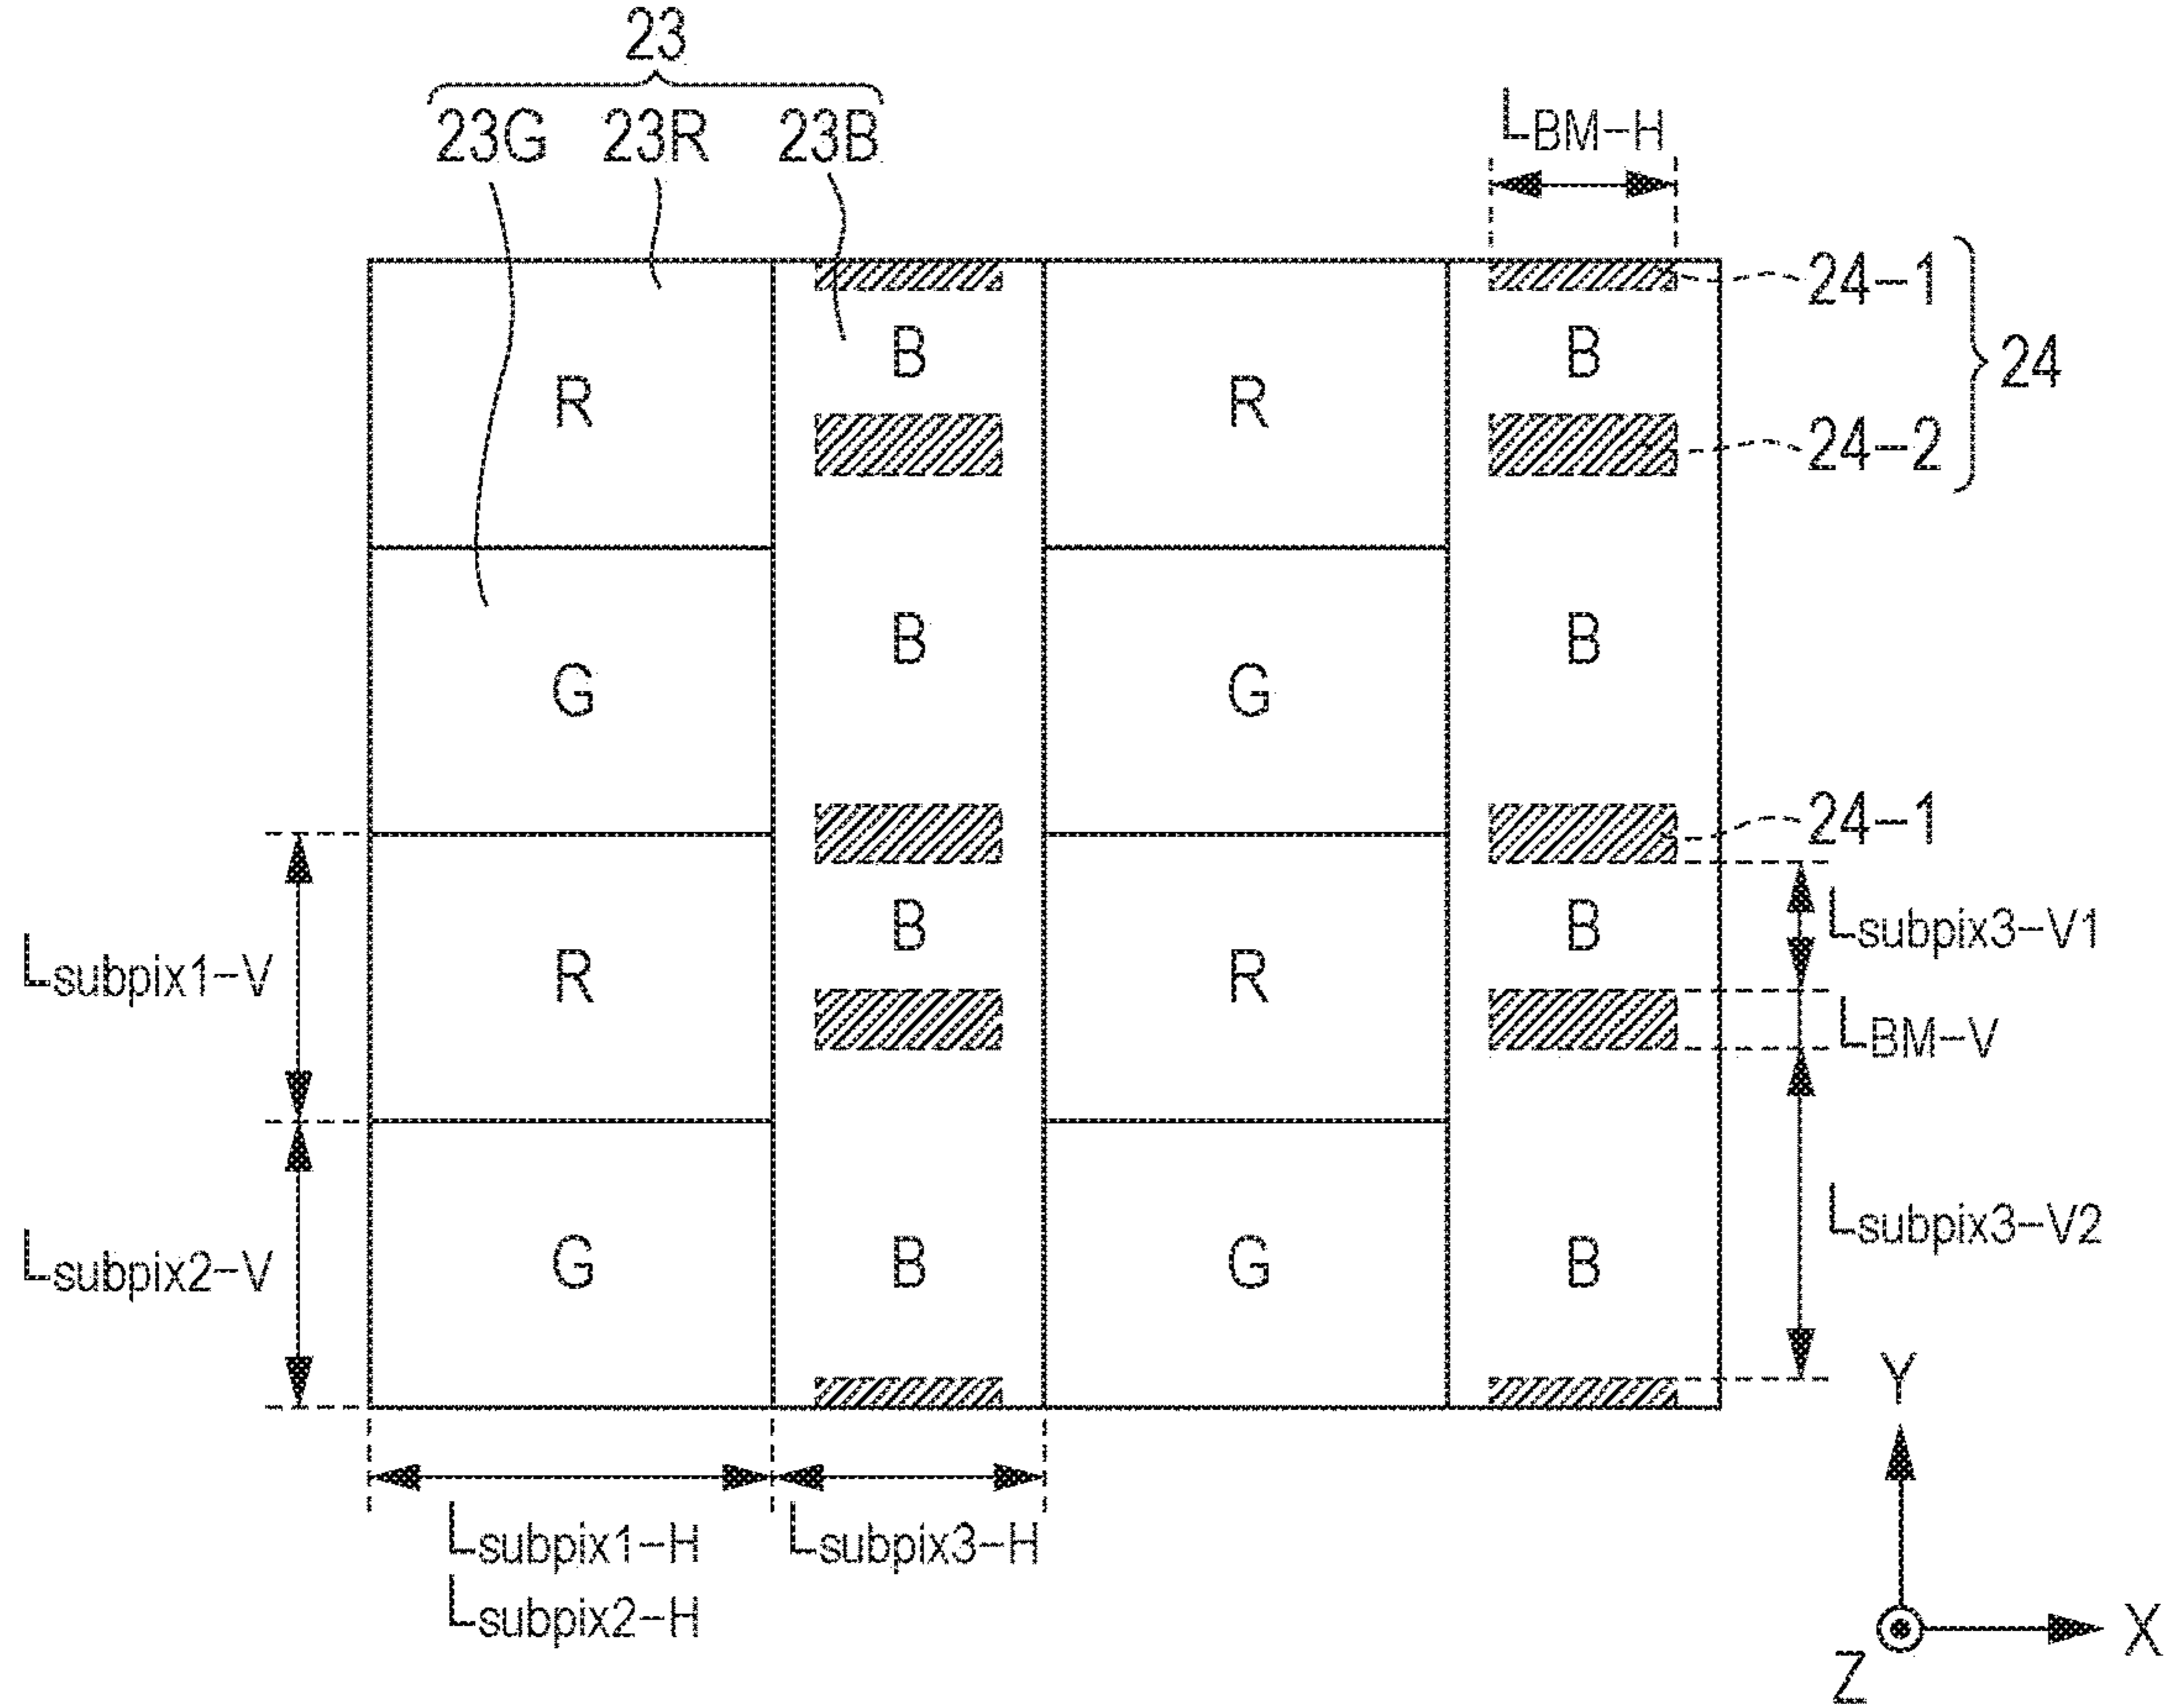 23
23G 23R 23B
LBM-H
24-1
24
24-2
R B R B
G B G B
24-1
Lsubpix3-V1
R B R B
LBM-V
Lsubpix1-V
Lsubpix3-V2
G B G B
Lsubpix2-V
Lsubpix1-H
Lsubpix2-H
Lsubpix3-H
Y
X
Z